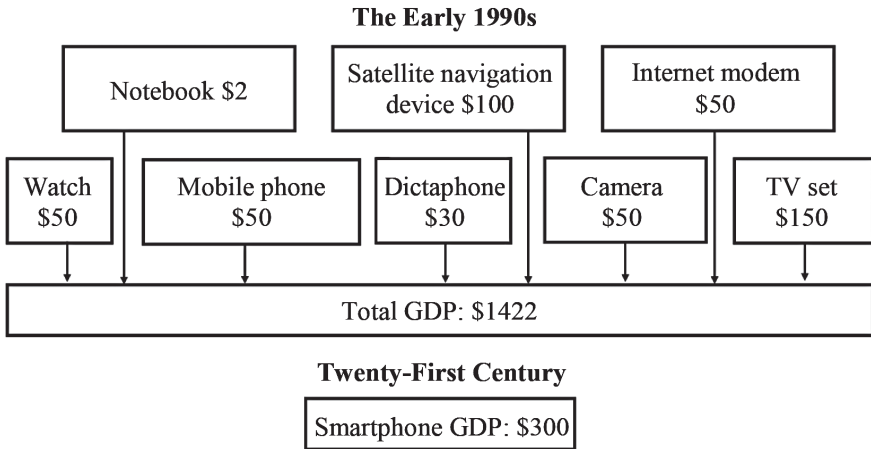 The Early 1990s
Notebook $2
Satellite navigation
device $100
Internet modem
$50
Watch
$50
Mobile phone
$50
Dictaphone
$30
Camera
$50
TV set
$150
Total GDP: $1422
Twenty-First Century
Smartphone GDP: $300